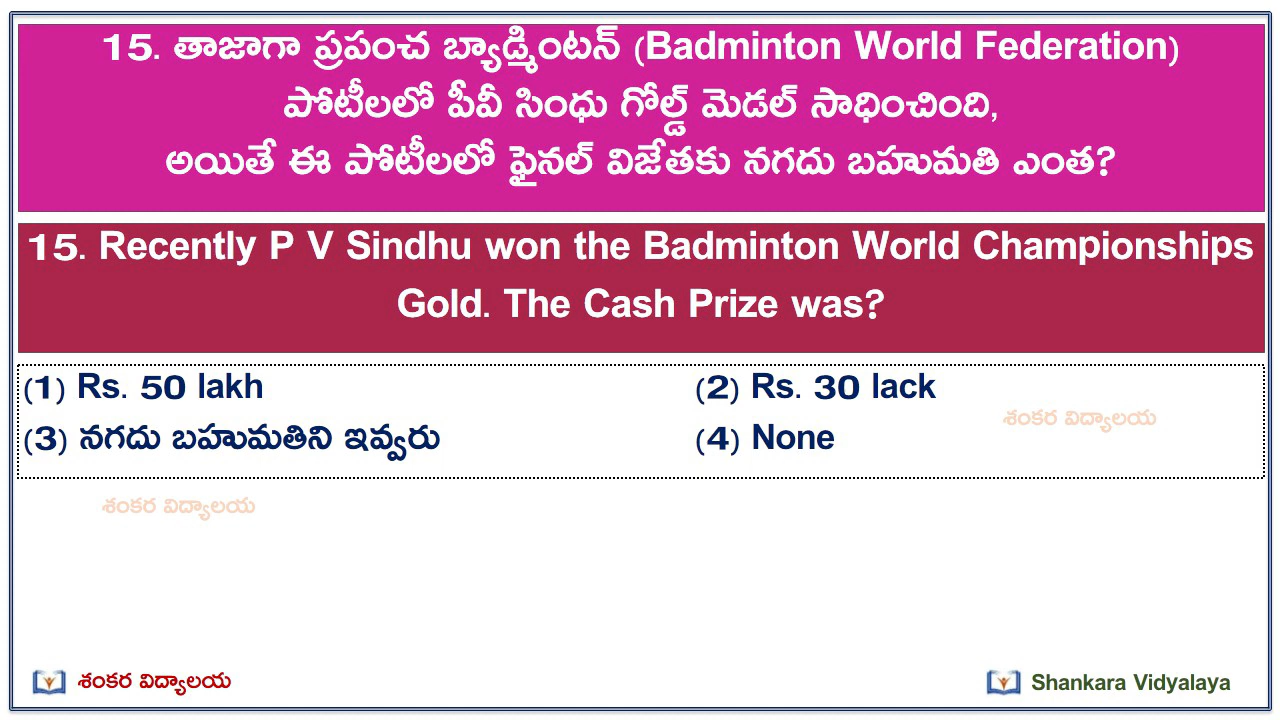 15. తాజాగా ప్రపంచ బ్యాడ్మింటన్ (Badminton World Federation)
పోటీలలో పీవీ సింధు గోల్డ్ మెడల్ సాధించింది,
అయితే ఈ పోటీలలో ఫైనల్ విజేతకు నగదు బహుమతి ఎంత?
15. Recently P V Sindhu won the Badminton World Championships
Gold. The Cash Prize was?
(1) Rs. 50 lakh
(2) Rs. 30 lack
శంకర విద్యాలయ
(3) నగదు బహుమతిని ఇవ్వరు
(4) None
శంకర విద్యాలయ
శంకర విద్యాలయ
Shankara Vidyalaya